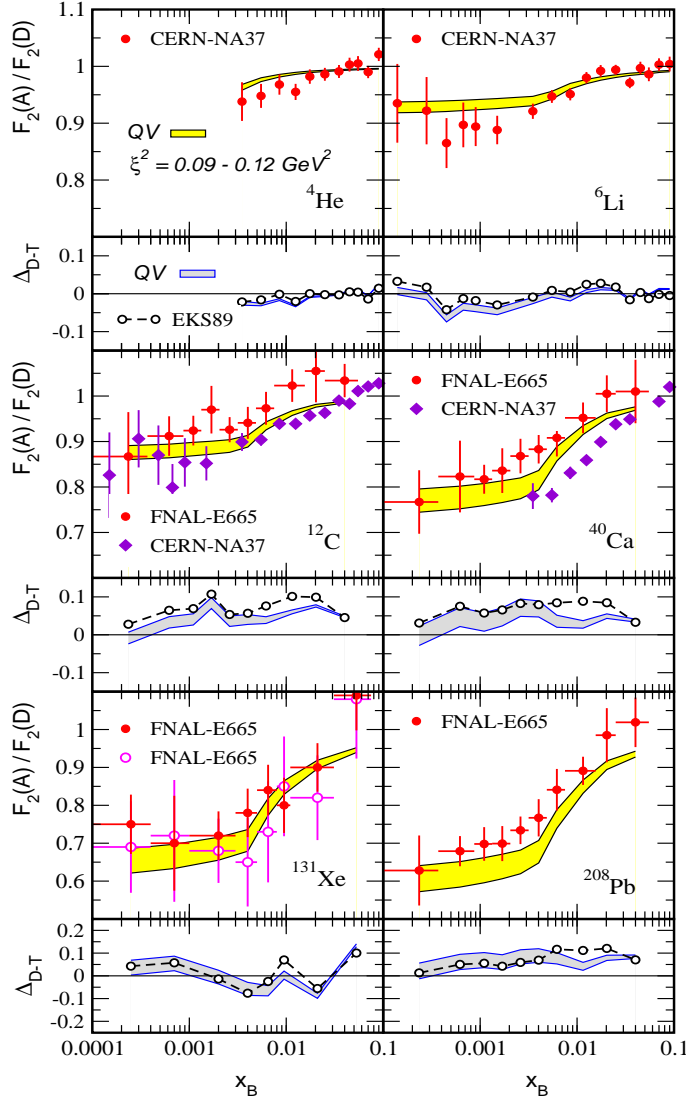 1.1
1
0.9
0.8
F₂(A) / F₂(D)
CERN-NA37
QV
ξ² = 0.09 - 0.12 GeV²
⁴He
CERN-NA37
⁶Li
0.1
0
-0.1
Δ_D-T
QV
EKS89
1
0.9
0.8
0.7
F₂(A) / F₂(D)
FNAL-E665
CERN-NA37
¹²C
FNAL-E665
CERN-NA37
⁴⁰Ca
0.1
0
-0.1
Δ_D-T
1
0.9
0.8
0.7
0.6
F₂(A) / F₂(D)
FNAL-E665
FNAL-E665
¹³¹Xe
FNAL-E665
²⁰⁸Pb
0.2
0.1
0
-0.1
-0.2
Δ_D-T
0.0001 0.001 0.01 0.1
0.001 0.01 0.1
x_B
x_B